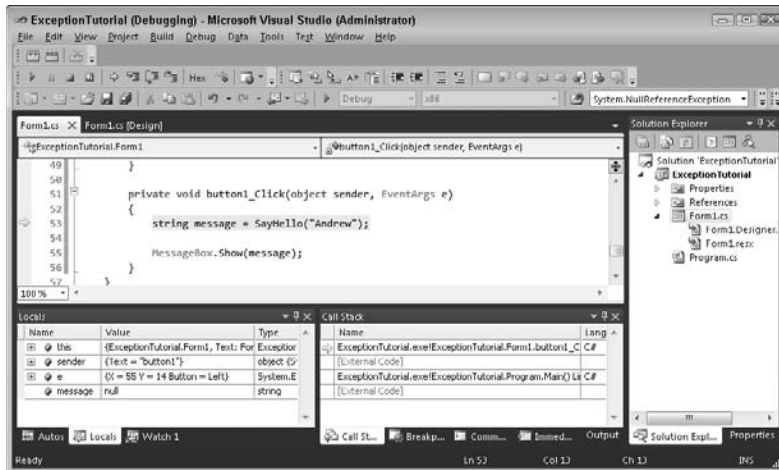 ExceptionTutorial (Debugging) - Microsoft Visual Studio (Administrator)
File Edit View Project Build Debug Data Tools Test Window Help
Hex
Debug x86 System.NullReferenceException
Form1.cs X Form1.cs [Design]
ExceptionTutorial.Form1 button1_Click(object sender, EventArgs e)
49 }
50
51 private void button1_Click(object sender, EventArgs e)
52 {
53 string message = SayHello("Andrew");
54
55 MessageBox.Show(message);
56 }
57 }
100 %
Solution Explorer
Solution 'ExceptionTutorial'
ExceptionTutorial
Properties
References
Form1.cs
Form1.Designer.
Form1.resx
Program.cs
Locals
Name Value Type
this {ExceptionTutorial.Form1, Text: For Exception
sender {Text = "button1"} object {S
e {X = 55 Y = 14 Button = Left} System.E
message null string
Call Stack
Name Lang
ExceptionTutorial.exe!ExceptionTutorial.Form1.button1_C C#
[External Code]
ExceptionTutorial.exe!ExceptionTutorial.Program.Main() Li C#
[External Code]
Autos Locals Watch 1
Call St... Breakp... Comm... Immed... Output
Solution Expl... Properties
Ready Ln 53 Col 13 Ch 13 INS